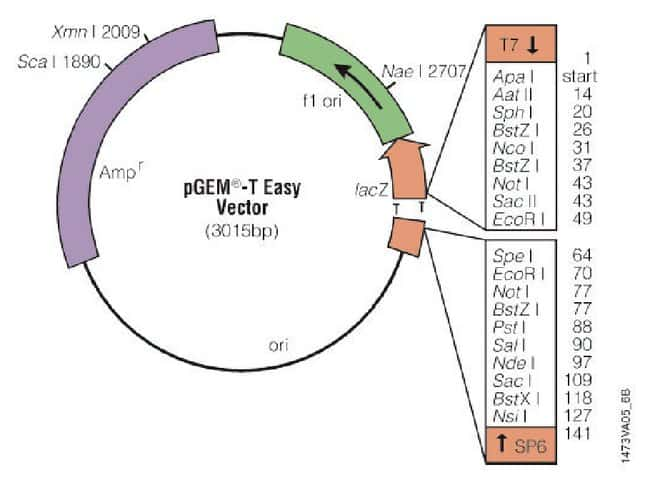 Xmn I 2009
Sca I 1890
Nae I 2707
f1 ori
Amp r
pGEM®-T Easy
Vector
(3015bp)
lacZ
T T
ori
T7 ↓
1
start
Apa I
Aat II 14
Sph I 20
BstZ I 26
Nco I 31
BstZ I 37
Not I 43
Sac II 43
EcoR I 49
Spe I 64
EcoR I 70
Not I 77
BstZ I 77
Pst I 88
Sal I 90
Nde I 97
Sac I 109
BstX I 118
Nsi I 127
141
↑ SP6
1473VA05_6B